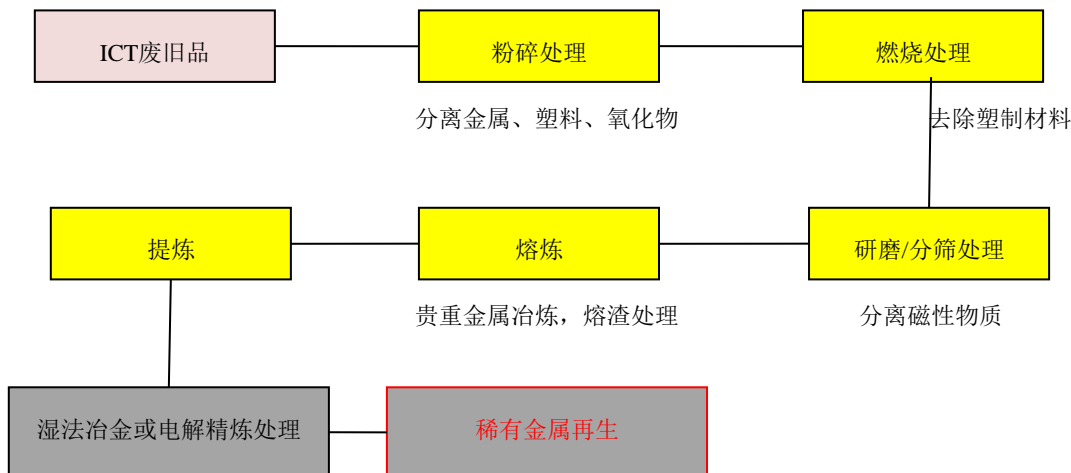 ICT废旧品
粉碎处理
燃烧处理
分离金属、塑料、氧化物
去除塑制材料
提炼
熔炼
研磨/分筛处理
贵重金属冶炼，熔渣处理
分离磁性物质
湿法冶金或电解精炼处理
稀有金属再生